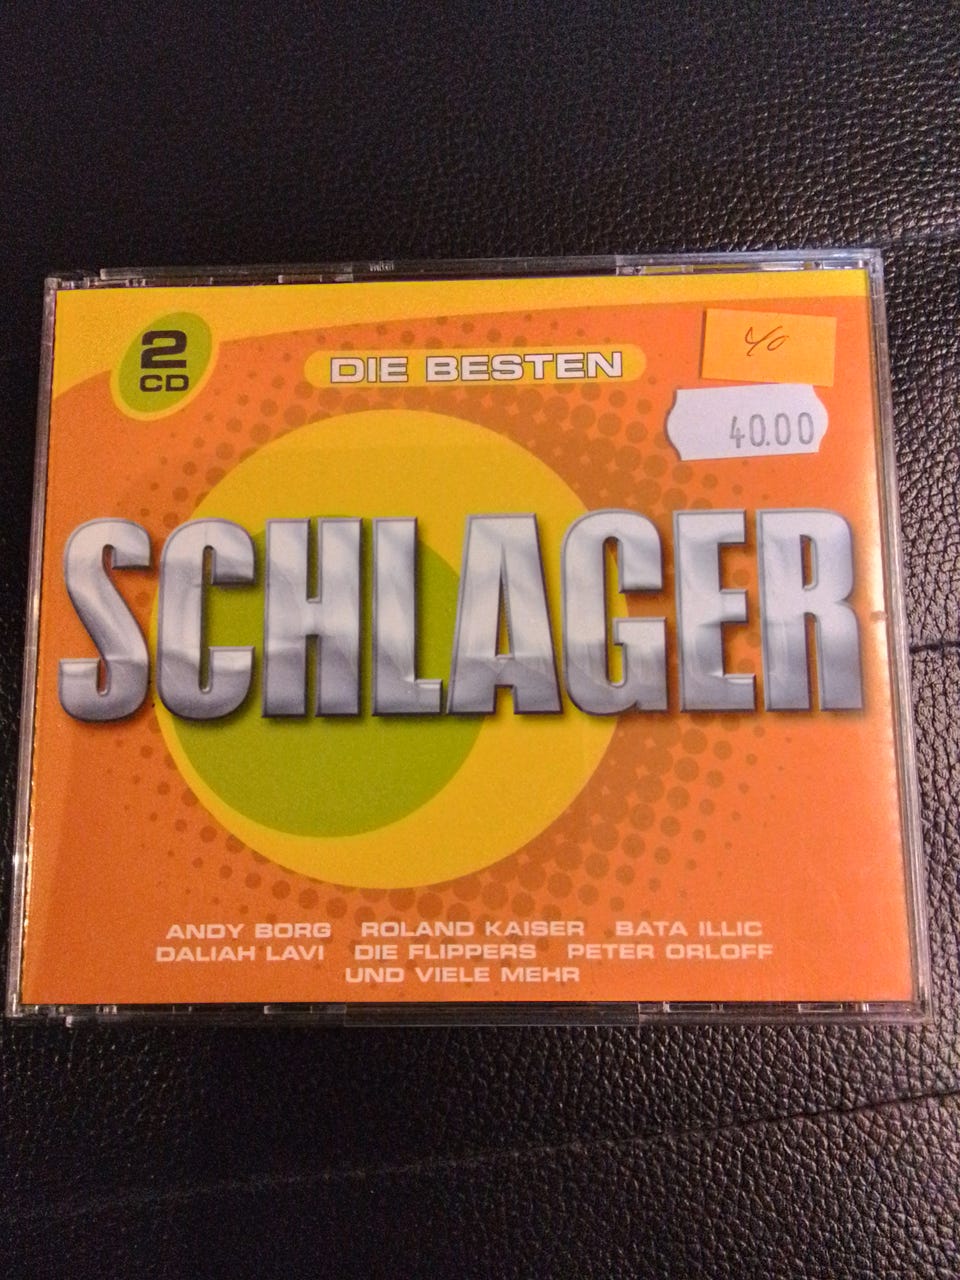 2
CD
DIE BESTEN
40
40.00
SCHLAGER
ANDY BORG ROLAND KAISER BATA ILLIC
DALIAH LAVI DIE FLIPPERS PETER ORLOFF
UND VIELE MEHR